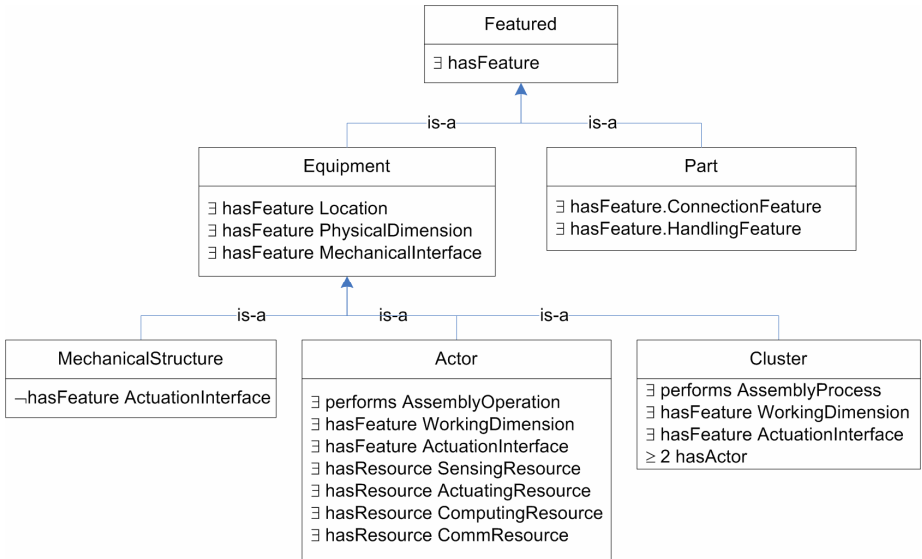 Featured
∃ hasFeature
is-a
is-a
Equipment
∃ hasFeature Location
∃ hasFeature PhysicalDimension
∃ hasFeature MechanicalInterface
Part
∃ hasFeature.ConnectionFeature
∃ hasFeature.HandlingFeature
is-a
is-a
is-a
MechanicalStructure
¬hasFeature ActuationInterface
Actor
∃ performs AssemblyOperation
∃ hasFeature WorkingDimension
∃ hasFeature ActuationInterface
∃ hasResource SensingResource
∃ hasResource ActuatingResource
∃ hasResource ComputingResource
∃ hasResource CommResource
Cluster
∃ performs AssemblyProcess
∃ hasFeature WorkingDimension
∃ hasFeature ActuationInterface
≥ 2 hasActor